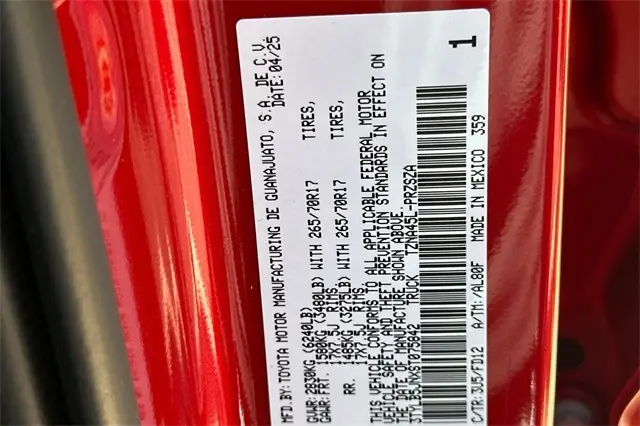 MFD.BY: TOYOTA MOTOR MANUFACTURING DE GUANAJUATO, S.A. DE C.V.
DATE: 04/25
GVWR: 2830KG (6240LB)
GAWR: FRT. 1580KG (3480LB) WITH 265/70R17 TIRES,
17X7.5J RIMS,
RR. 1485KG (3275LB) WITH 265/70R17 TIRES,
17X7.5J RIMS.
THIS VEHICLE CONFORMS TO ALL APPLICABLE FEDERAL MOTOR
VEHICLE SAFETY AND THEFT PREVENTION STANDARDS IN EFFECT ON
THE DATE OF MANUFACTURE SHOWN ABOVE.
TRUCK TZNA45L-PRZSZA
C/TR: 3U5/FD12 A/TM: /AL80F MADE IN MEXICO 359
1